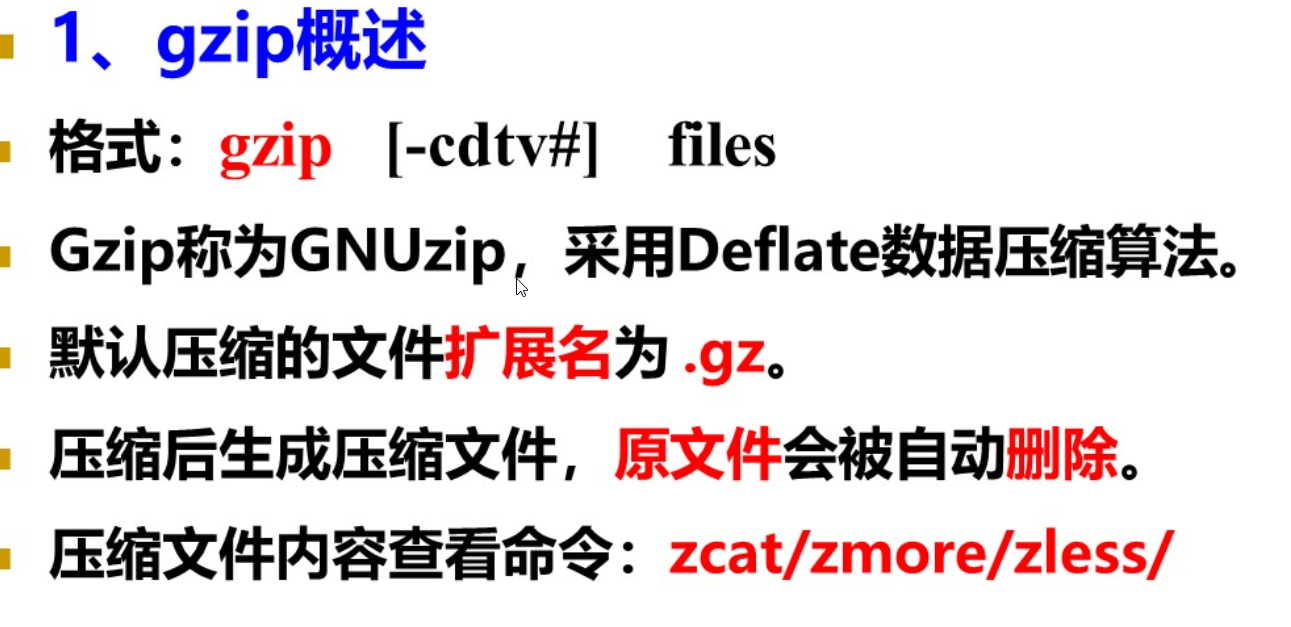 1、gzip概述
格式：gzip [-cdtv#] files
Gzip称为GNUzip，采用Deflate数据压缩算法。
默认压缩的文件扩展名为 .gz。
压缩后生成压缩文件，原文件会被自动删除。
压缩文件内容查看命令：zcat/zmore/zless/